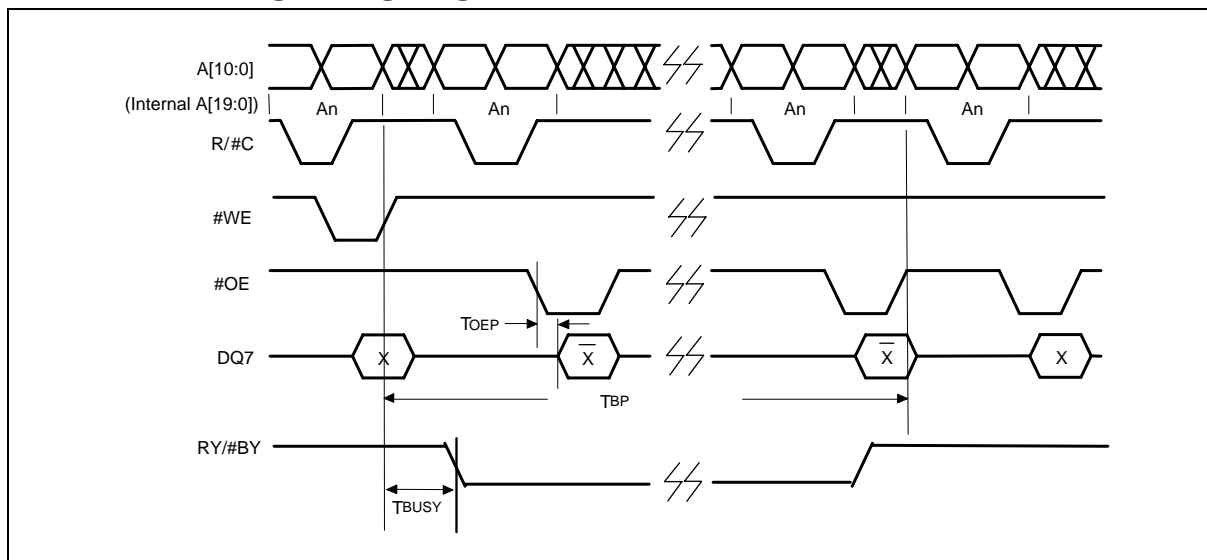 A[10:0]
(Internal A[19:0])
An An An An
R/#C
#WE
#OE
TOEP
DQ7
X X X X
TBP
RY/#BY
TBUSY